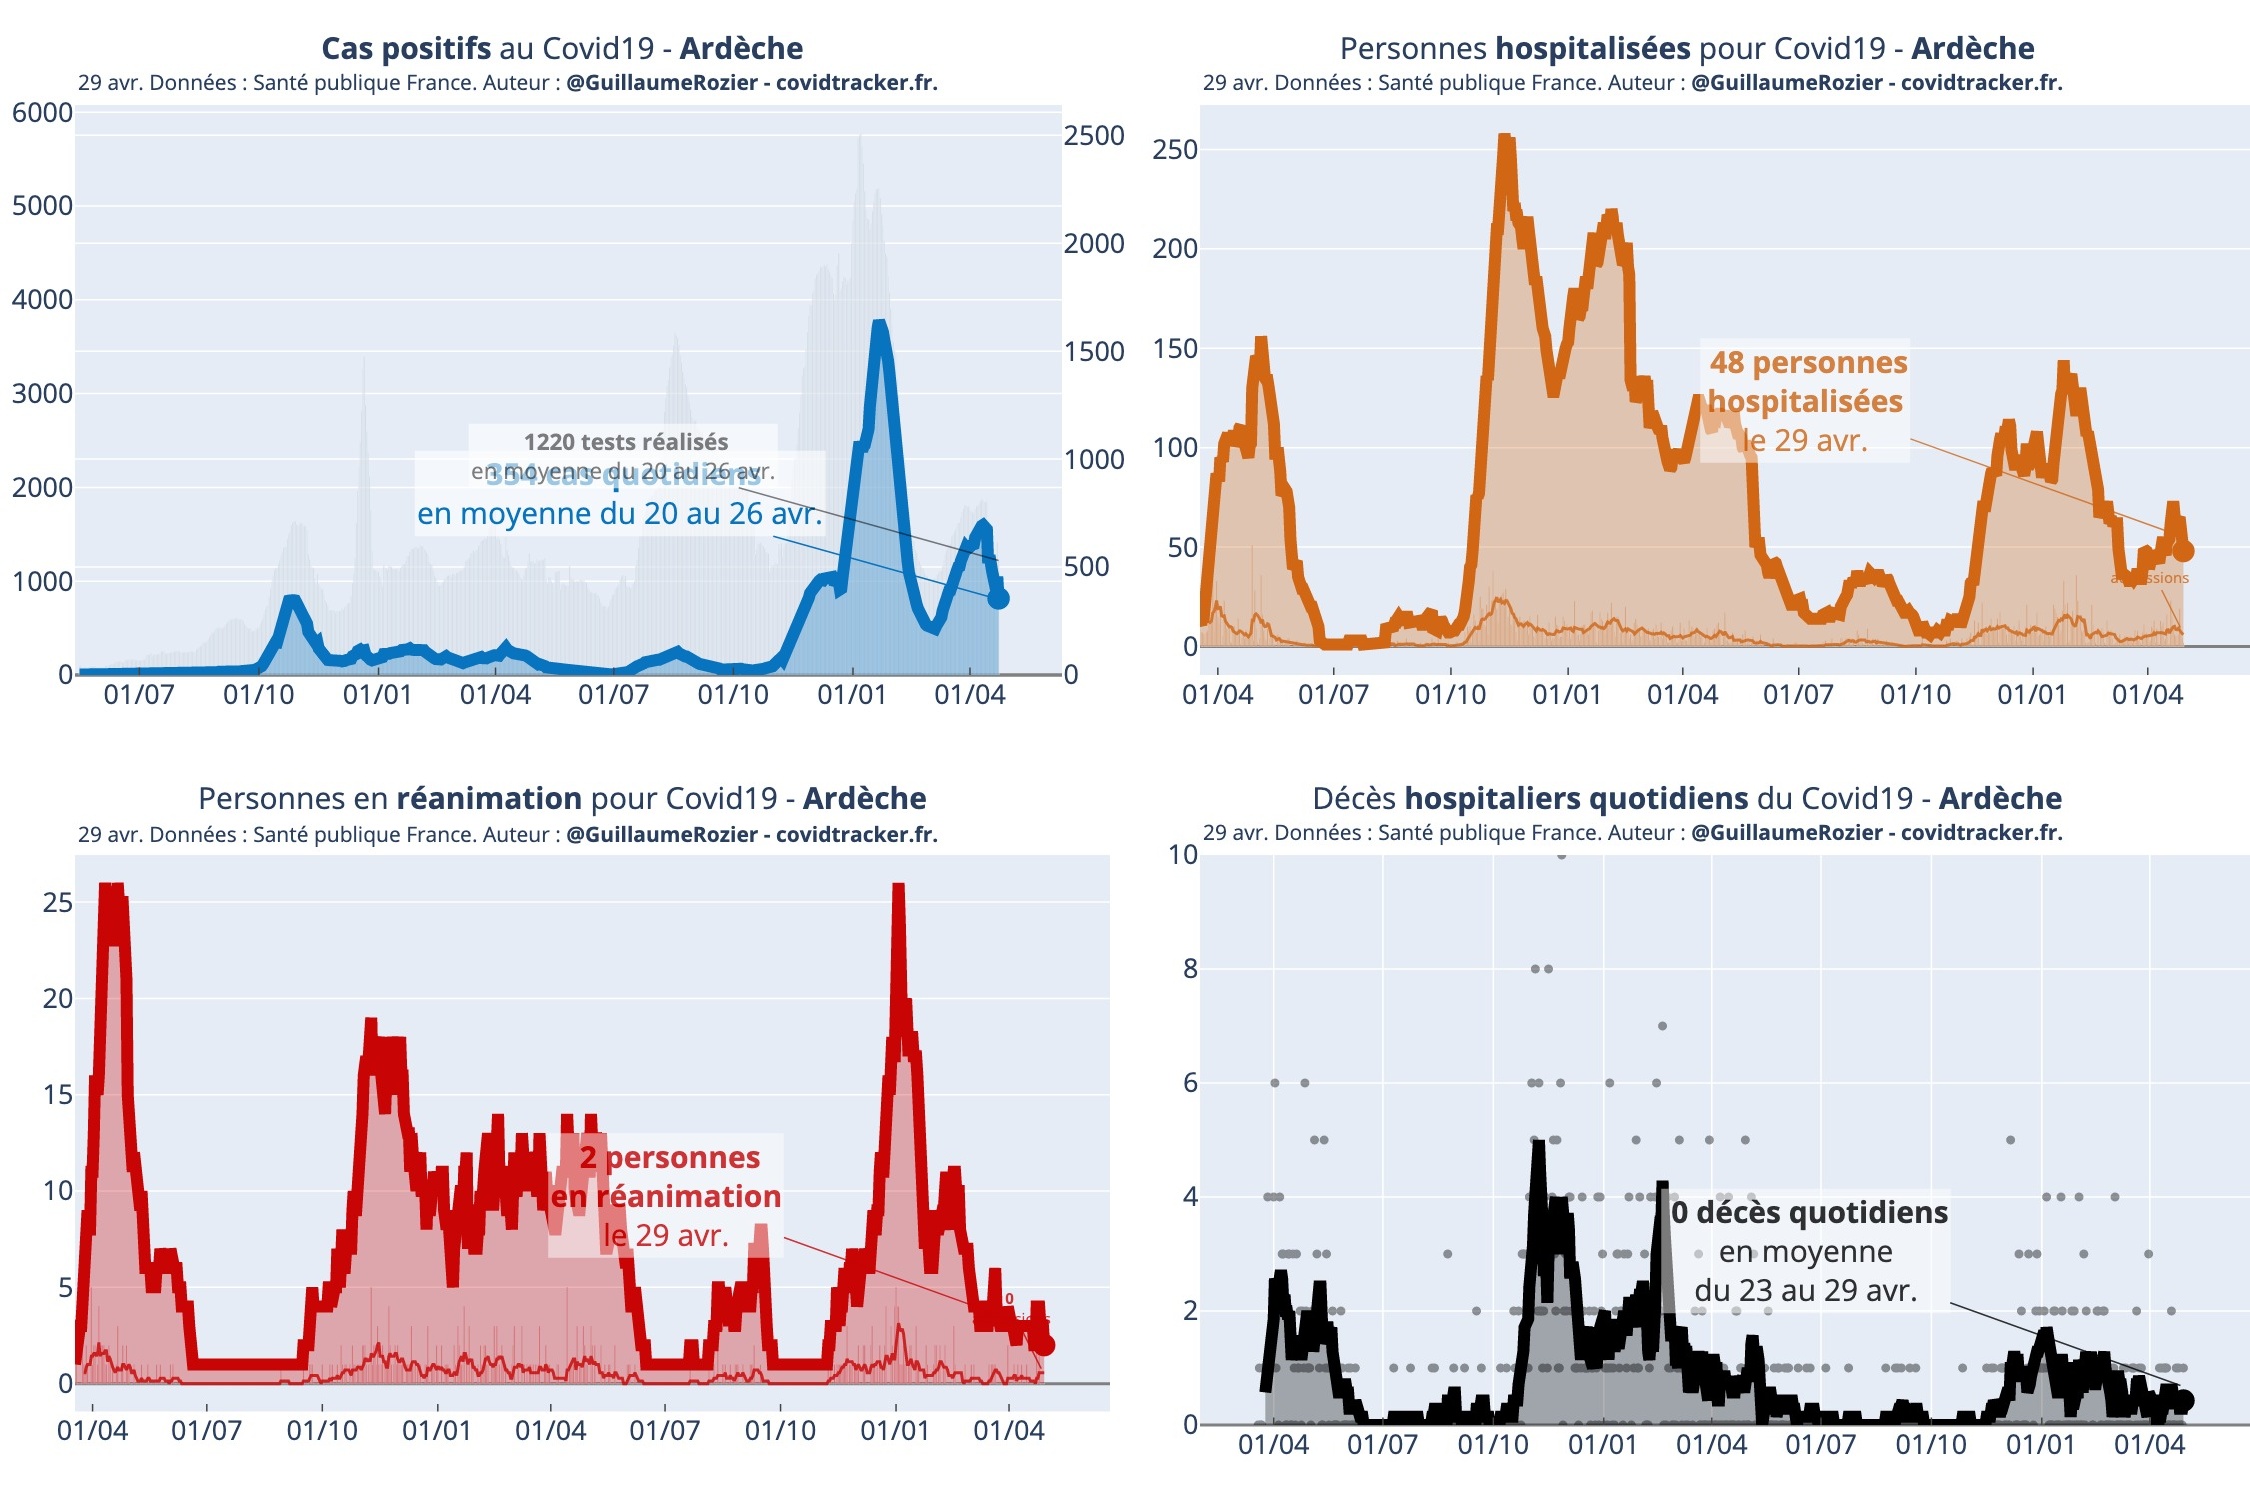 Cas positifs au Covid19 - Ardèche
29 avr. Données : Santé publique France. Auteur : @GuillaumeRozier - covidtracker.fr.
6000
5000
4000
3000
2000
1000
0
2500
2000
1500
1000
500
0
1220 tests réalisés
en moyenne du 20 au 26 avr.
354 cas quotidiens
en moyenne du 20 au 26 avr.
01/07 01/10 01/01 01/04 01/07 01/10 01/01 01/04
Personnes hospitalisées pour Covid19 - Ardèche
29 avr. Données : Santé publique France. Auteur : @GuillaumeRozier - covidtracker.fr.
250
200
150
100
50
0
48 personnes
hospitalisées
le 29 avr.
01/04 01/07 01/10 01/01 01/04 01/07 01/10 01/01 01/04
Personnes en réanimation pour Covid19 - Ardèche
29 avr. Données : Santé publique France. Auteur : @GuillaumeRozier - covidtracker.fr.
25
20
15
10
5
0
2 personnes
en réanimation
le 29 avr.
0
01/04 01/07 01/10 01/01 01/04 01/07 01/10 01/01 01/04
Décès hospitaliers quotidiens du Covid19 - Ardèche
29 avr. Données : Santé publique France. Auteur : @GuillaumeRozier - covidtracker.fr.
10
8
6
4
2
0
0 décès quotidiens
en moyenne
du 23 au 29 avr.
01/04 01/07 01/10 01/01 01/04 01/07 01/10 01/01 01/04